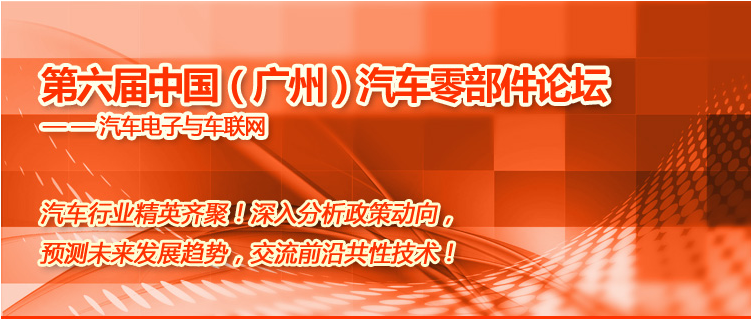 第六届中国（广州）汽车零部件论坛
——汽车电子与车联网
汽车行业精英齐聚！深入分析政策动向，
预测未来发展趋势，交流前沿共性技术！